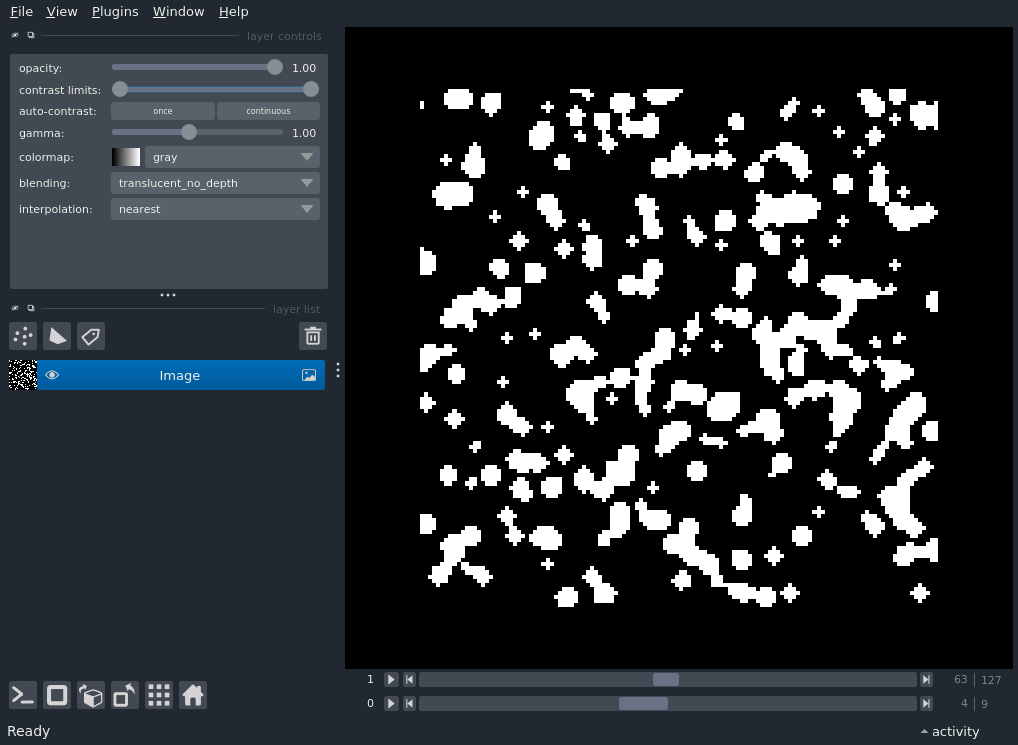 File View Plugins Window Help
layer controls
opacity: 1.00
contrast limits:
auto-contrast: once continuous
gamma: 1.00
colormap: gray
blending: translucent_no_depth
interpolation: nearest
layer list
Image
1 63 127
0 4 9
Ready activity